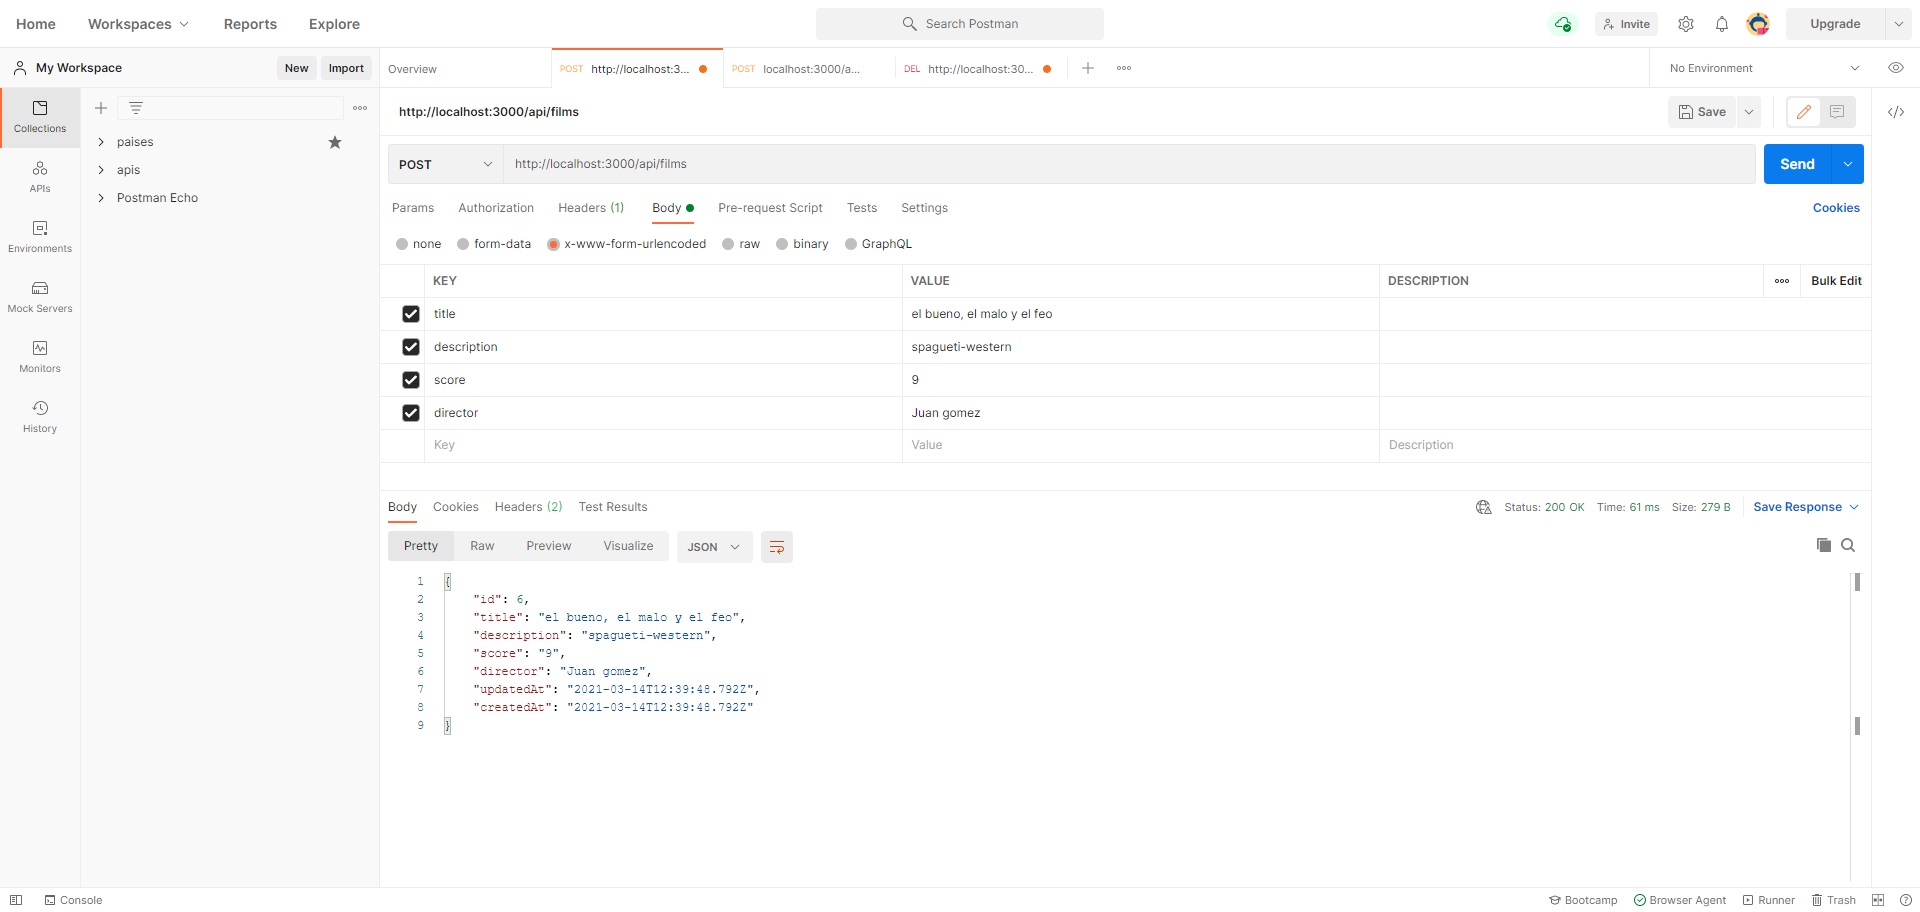 Home Workspaces Reports Explore Search Postman Invite Upgrade
My Workspace New Import Overview POST http://localhost:3... POST localhost:3000/a... DEL http://localhost:30... No Environment
http://localhost:3000/api/films Save
Collections
APIs
Environments
Mock Servers
Monitors
History
paises
apis
Postman Echo
POST http://localhost:3000/api/films Send
Params Authorization Headers (1) Body Pre-request Script Tests Settings Cookies
none form-data x-www-form-urlencoded raw binary GraphQL
KEY VALUE DESCRIPTION Bulk Edit
title el bueno, el malo y el feo
description spagueti-western
score 9
director Juan gomez
Key Value Description
Body Cookies Headers (2) Test Results Status: 200 OK Time: 61 ms Size: 279 B Save Response
Pretty Raw Preview Visualize JSON
1 {
2 "id": 6,
3 "title": "el bueno, el malo y el feo",
4 "description": "spagueti-western",
5 "score": "9",
6 "director": "Juan gomez",
7 "updatedAt": "2021-03-14T12:39:48.792Z",
8 "createdAt": "2021-03-14T12:39:48.792Z"
9 }
Console Bootcamp Browser Agent Runner Trash